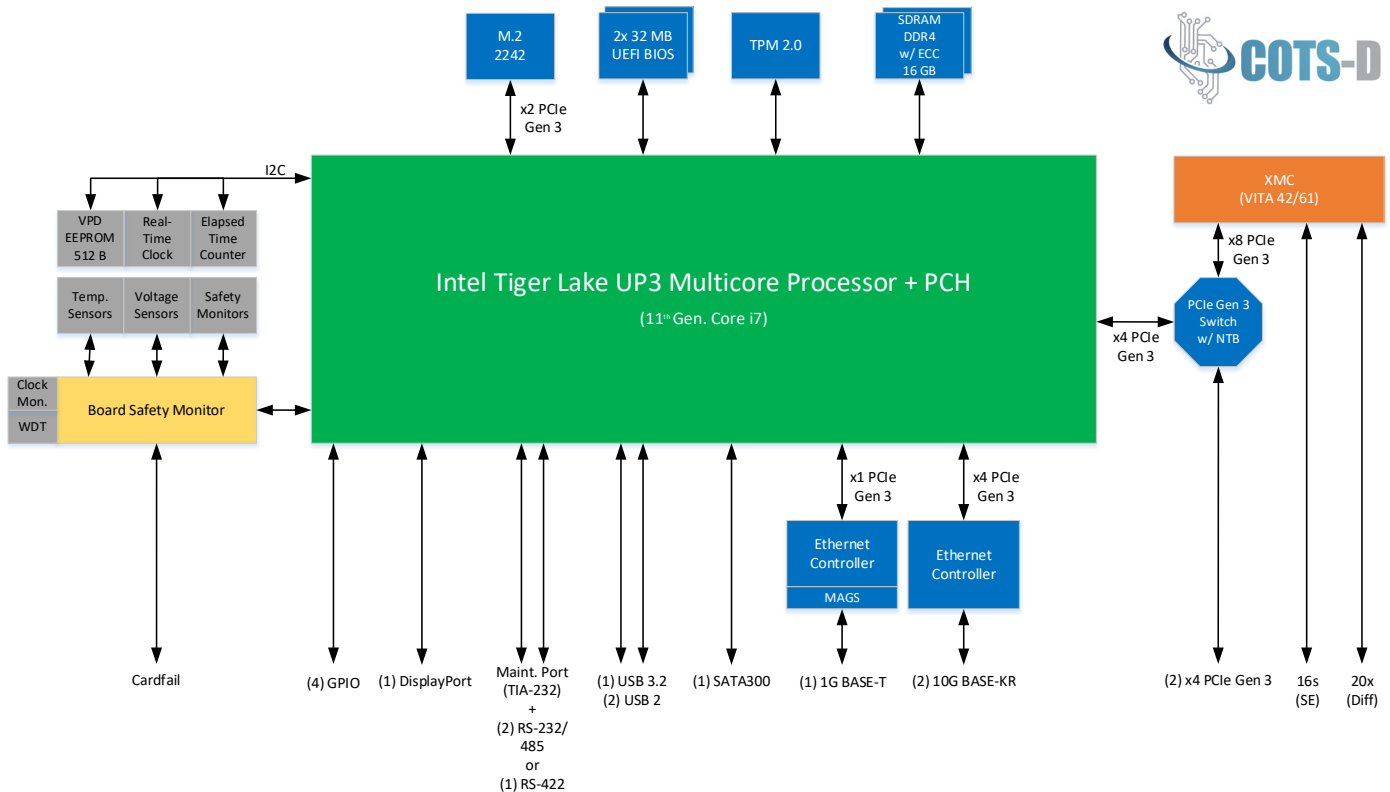 M.2
2242
2x 32 MB
UEFI BIOS
TPM 2.0
SDRAM
DDR4
w/ ECC
16 GB
COTS-D
x2 PCIe
Gen 3
I2C
VPD
EEPROM
512 B
Real-
Time
Clock
Elapsed
Time
Counter
Temp.
Sensors
Voltage
Sensors
Safety
Monitors
Clock
Mon.
WDT
Board Safety Monitor
Intel Tiger Lake UP3 Multicore Processor + PCH
(11th Gen. Core i7)
XMC
(VITA 42/61)
x8 PCIe
Gen 3
PCIe Gen 3
Switch
w/ NTB
x4 PCIe
Gen 3
x1 PCIe
Gen 3
x4 PCIe
Gen 3
Ethernet
Controller
MAGS
Ethernet
Controller
Cardfail
(4) GPIO
(1) DisplayPort
Maint. Port
(TIA-232)
+
(2) RS-232/
485
or
(1) RS-422
(1) USB 3.2
(2) USB 2
(1) SATA300
(1) 1G BASE-T
(2) 10G BASE-KR
(2) x4 PCIe Gen 3
16s
(SE)
20x
(Diff)